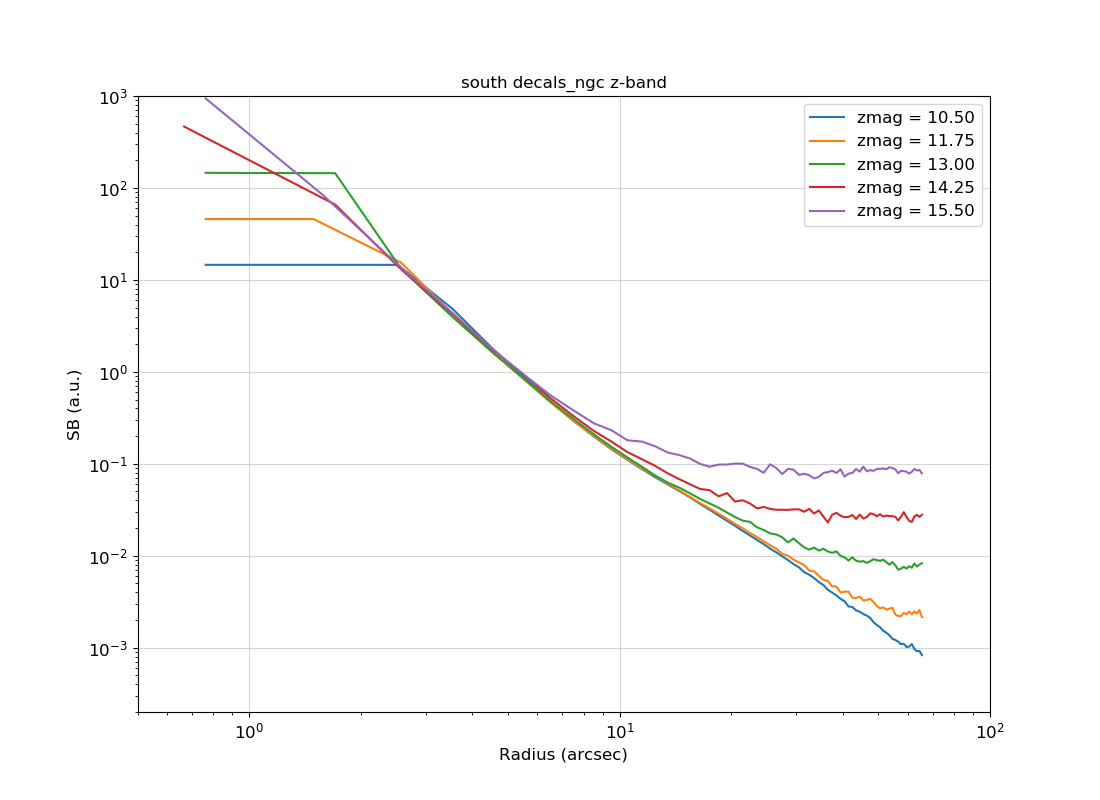 south decals_ngc z-band
10^3
10^2
10^1
10^0
10^−1
10^−2
10^−3
SB (a.u.)
zmag = 10.50
zmag = 11.75
zmag = 13.00
zmag = 14.25
zmag = 15.50
10^0
10^1
10^2
Radius (arcsec)